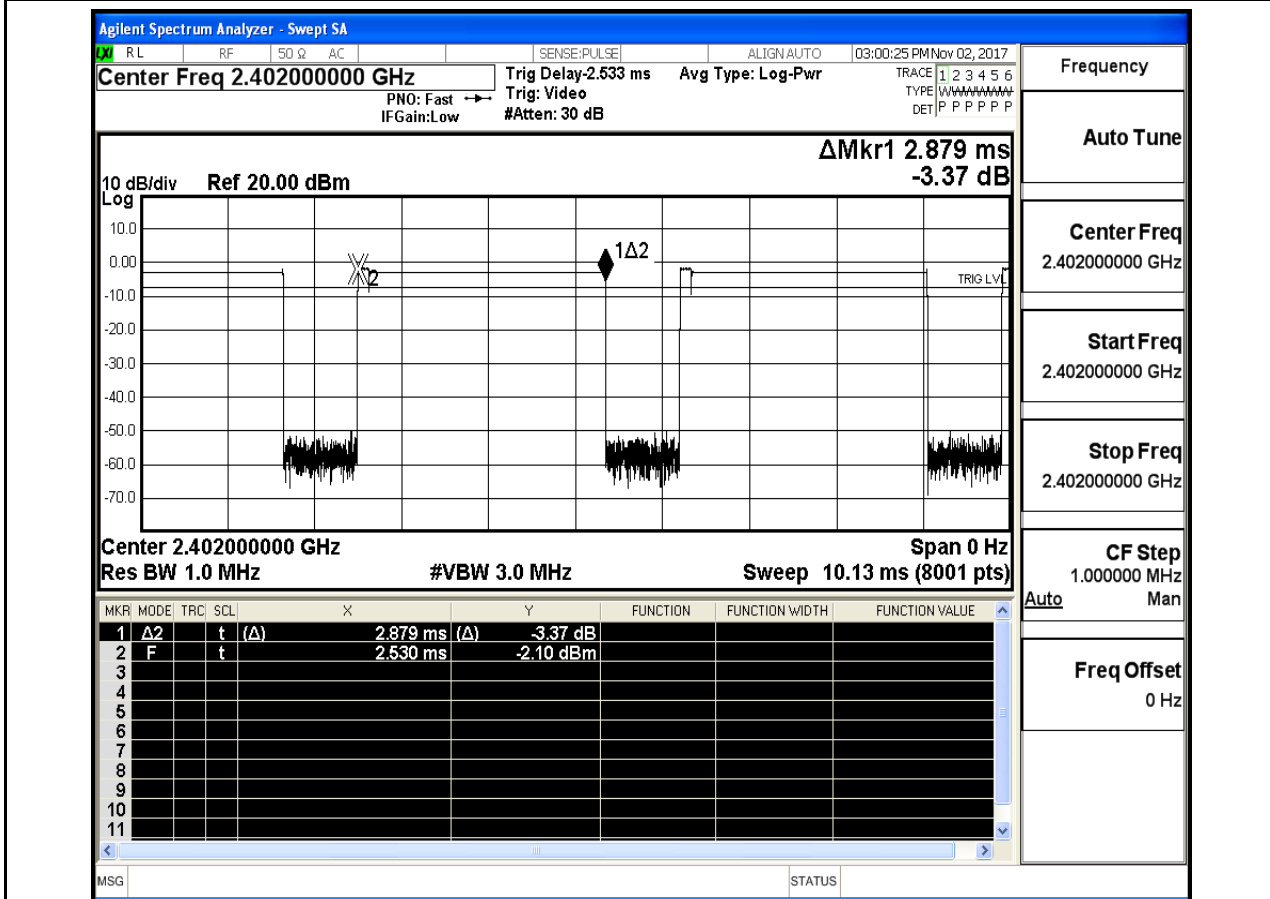 Agilent Spectrum Analyzer - Swept SA
LXI RL RF 50 Ω AC SENSE:PULSE ALIGN AUTO 03:00:25 PM Nov 02, 2017
Center Freq 2.402000000 GHz
PNO: Fast
IFGain:Low
Trig Delay-2.533 ms
Trig: Video
#Atten: 30 dB
Avg Type: Log-Pwr
TRACE 1 2 3 4 5 6
TYPE
DET P P P P P P
ΔMkr1 2.879 ms
-3.37 dB
10 dB/div Ref 20.00 dBm
Log
10.0
0.00
-10.0
-20.0
-30.0
-40.0
-50.0
-60.0
-70.0
2
1Δ2
TRIG LVL
Center 2.402000000 GHz Span 0 Hz
Res BW 1.0 MHz #VBW 3.0 MHz Sweep 10.13 ms (8001 pts)
MKR MODE TRC SCL X Y FUNCTION FUNCTION WIDTH FUNCTION VALUE
1 Δ2 t (Δ) 2.879 ms (Δ) -3.37 dB
2 F t 2.530 ms -2.10 dBm
3
4
5
6
7
8
9
10
11
MSG STATUS
Frequency
Auto Tune
Center Freq
2.402000000 GHz
Start Freq
2.402000000 GHz
Stop Freq
2.402000000 GHz
CF Step
1.000000 MHz
Auto Man
Freq Offset
0 Hz